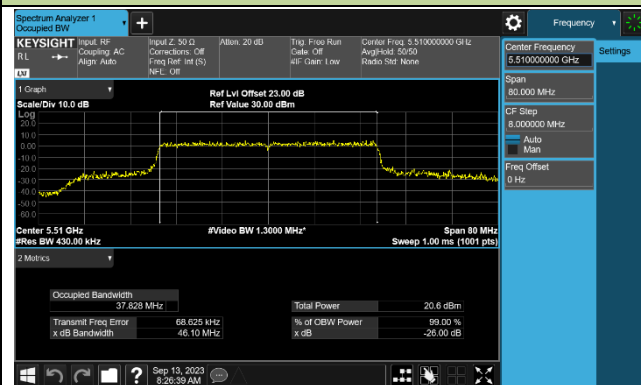 Spectrum Analyzer 1
Occupied BW
Frequency
KEYSIGHT
Input: RF
Coupling: AC
Align: Auto
Input Z: 50 Ω
Corrections: Off
Freq Ref: Int (S)
NFE: Off
Atten: 20 dB
Trig: Free Run
Gate: Off
#IF Gain: Low
Center Freq: 5.510000000 GHz
Avg|Hold: 50/50
Radio Std: None
RL
LXI
Center Frequency
5.510000000 GHz
Settings
Span
80.000 MHz
CF Step
8.000000 MHz
Auto
Man
Freq Offset
0 Hz
1 Graph
Scale/Div 10.0 dB
Ref Lvl Offset 23.00 dB
Ref Value 30.00 dBm
Log
20.0
10.0
0.00
-10.0
-20.0
-30.0
-40.0
-50.0
-60.0
Center 5.51 GHz
#Res BW 430.00 kHz
#Video BW 1.3000 MHz*
Span 80 MHz
Sweep 1.00 ms (1001 pts)
2 Metrics
Occupied Bandwidth
37.828 MHz
Total Power
20.6 dBm
Transmit Freq Error
68.625 kHz
% of OBW Power
99.00 %
x dB Bandwidth
46.10 MHz
x dB
-26.00 dB
?
Sep 13, 2023
8:26:39 AM